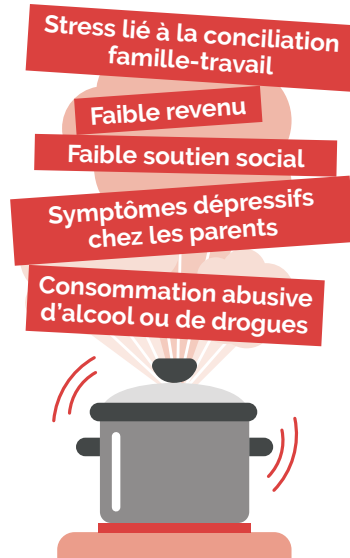 Stress lié à la conciliation
famille-travail
Faible revenu
Faible soutien social
Symptômes dépressifs
chez les parents
Consommation abusive
d'alcool ou de drogues